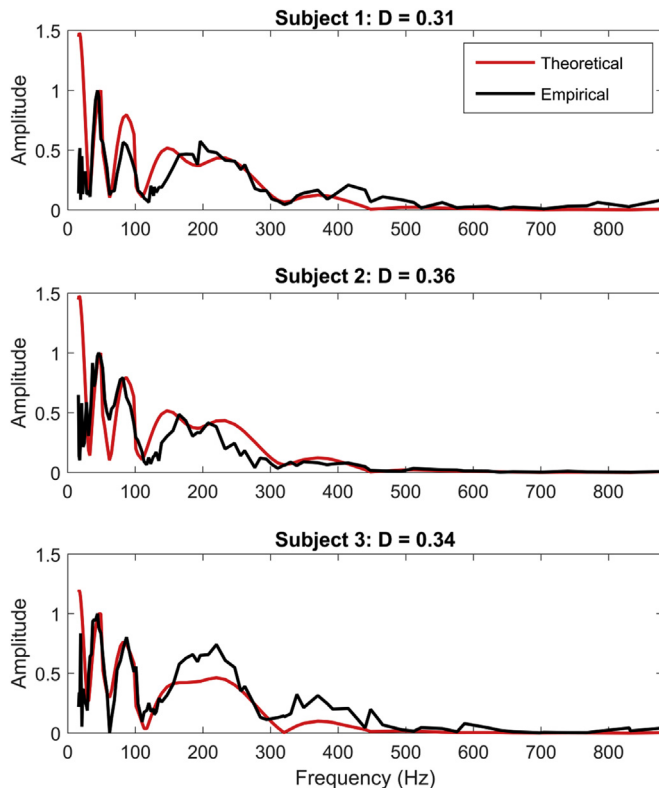 Subject 1: D = 0.31
1.5
1
0.5
0
Amplitude
Theoretical
Empirical
0 100 200 300 400 500 600 700 800
Subject 2: D = 0.36
1.5
1
0.5
0
Amplitude
0 100 200 300 400 500 600 700 800
Subject 3: D = 0.34
1.5
1
0.5
0
Amplitude
0 100 200 300 400 500 600 700 800
Frequency (Hz)